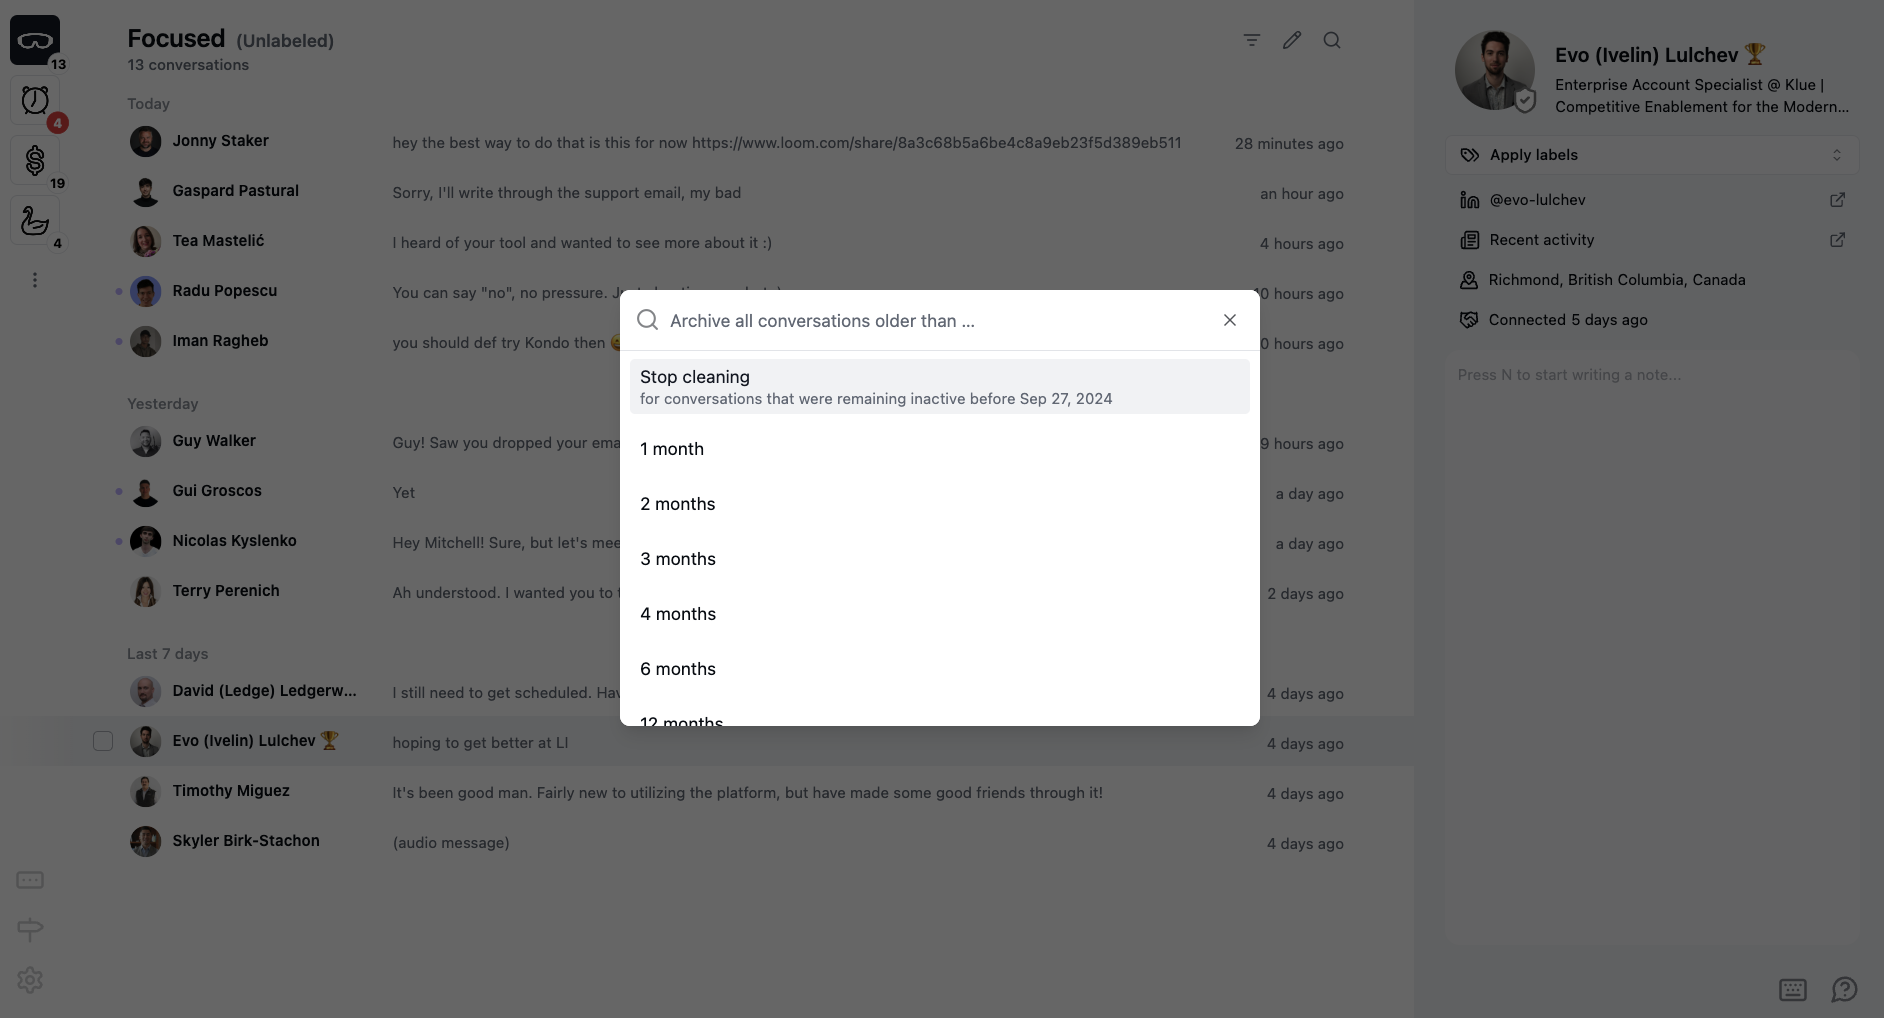 Focused (Unlabeled)
13 conversations
13
4
19
4
Today
Jonny Staker hey the best way to do that is this for now https://www.loom.com/share/8a3c68b5a6be4c8a9eb23f5d389eb511 28 minutes ago
Gaspard Pastural Sorry, I'll write through the support email, my bad an hour ago
Tea Mastelić I heard of your tool and wanted to see more about it :) 4 hours ago
Radu Popescu You can say "no", no pressure. 10 hours ago
Iman Ragheb you should def try Kondo then 😀 0 hours ago
Yesterday
Guy Walker Guy! Saw you dropped your ema 9 hours ago
Gui Groscos Yet a day ago
Nicolas Kyslenko Hey Mitchell! Sure, but let's mee a day ago
Terry Perenich Ah understood. I wanted you to 2 days ago
Last 7 days
David (Ledge) Ledgerw... I still need to get scheduled. Hav 4 days ago
Evo (Ivelin) Lulchev 🏆 hoping to get better at LI 4 days ago
Timothy Miguez It's been good man. Fairly new to utilizing the platform, but have made some good friends through it! 4 days ago
Skyler Birk-Stachon (audio message) 4 days ago
Archive all conversations older than ...
Stop cleaning
for conversations that were remaining inactive before Sep 27, 2024
1 month
2 months
3 months
4 months
6 months
12 months
Evo (Ivelin) Lulchev 🏆
Enterprise Account Specialist @ Klue |
Competitive Enablement for the Modern...
Apply labels
@evo-lulchev
Recent activity
Richmond, British Columbia, Canada
Connected 5 days ago
Press N to start writing a note...